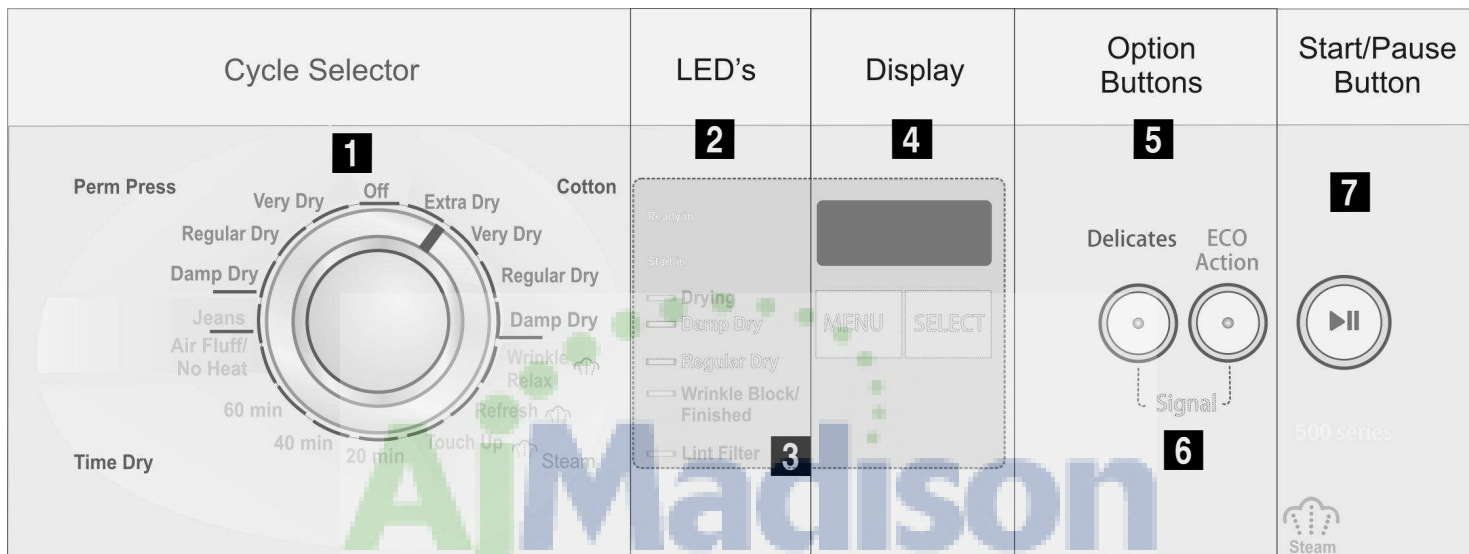 Cycle Selector
LED's
Display
Option
Buttons
Start/Pause
Button
1
2
4
5
7
Perm Press
Cotton
Off
Very Dry
Extra Dry
Regular Dry
Very Dry
Damp Dry
Regular Dry
Jeans
Damp Dry
Air Fluff/
No Heat
Wrinkle
Relax
60 min
Refresh
40 min
20 min
Touch Up
Steam
Time Dry
Ready in
Start in
Drying
Damp Dry
Regular Dry
Wrinkle Block/
Finished
Lint Filter
3
MENU
SELECT
Delicates
ECO
Action
Signal
6
500 series
Steam
AjMadison